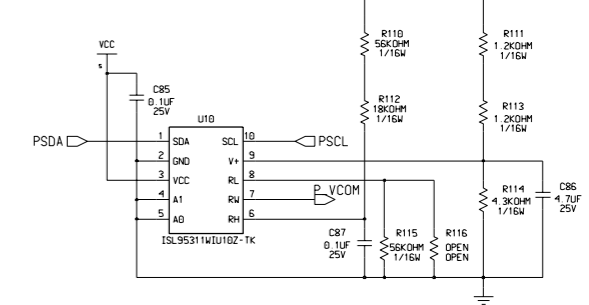 R110
56KOHM
1/16W
R111
1.2KOHM
1/16W
VCC
5
C85
0.1UF
25V
R112
18KOHM
1/16W
R113
1.2KOHM
1/16W
U10
PSDA
1 SDA SCL 10
PSCL
2 GND V+ 9
3 VCC RL 8
4 A1 RW 7
P_VCOM
5 A0 RH 6
ISL95311WIU10Z-TK
R114
4.3KOHM
1/16W
C86
4.7UF
25V
C87
0.1UF
25V
R115
56KOHM
1/16W
R116
OPEN
OPEN